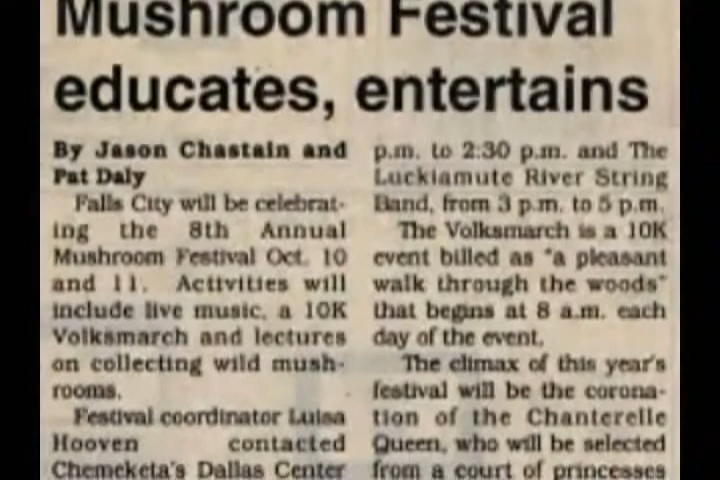 Mushroom Festival
educates, entertains
By Jason Chastain and
Pat Daly
Falls City will be celebrat-
ing the 8th Annual
Mushroom Festival Oct. 10
and 11. Activities will
include live music, a 10K
Volksmarch and lectures
on collecting wild mush-
rooms.
Festival coordinator Luisa
Hooven contacted
Chemeketa's Dallas Center
p.m. to 2:30 p.m. and The
Luckiamute River String
Band, from 3 p.m. to 5 p.m.
The Volksmarch is a 10K
event billed as "a pleasant
walk through the woods"
that begins at 8 a.m. each
day of the event.
The climax of this year's
festival will be the corona-
tion of the Chanterelle
Queen, who will be selected
from a court of princesses